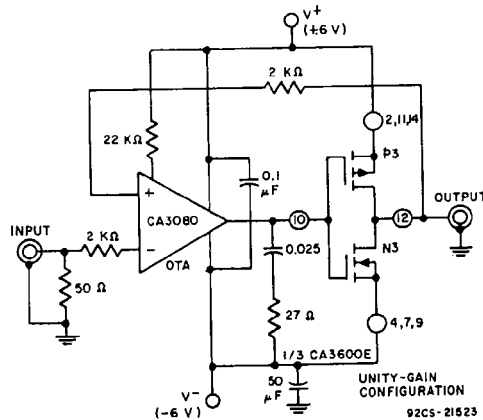 V+
(+6 V)
2 KΩ
2,11,14
22 KΩ
P3
0.1
μF
+
CA3080
10
12
OUTPUT
INPUT
2 KΩ
−
OTA
0.025
N3
50 Ω
27 Ω
4,7,9
1/3 CA3600E
50
μF
UNITY-GAIN
CONFIGURATION
V−
(−6 V)
92CS-21523